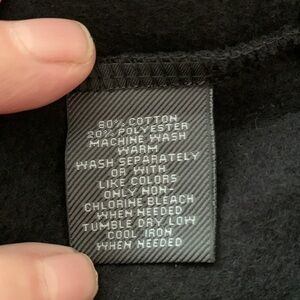 80% COTTON
20% POLYESTER
MACHINE WASH
WARM
WASH SEPARATELY
OR WITH
LIKE COLORS
ONLY NON-
CHLORINE BLEACH
WHEN NEEDED
TUMBLE DRY LOW
COOL IRON
WHEN NEEDED